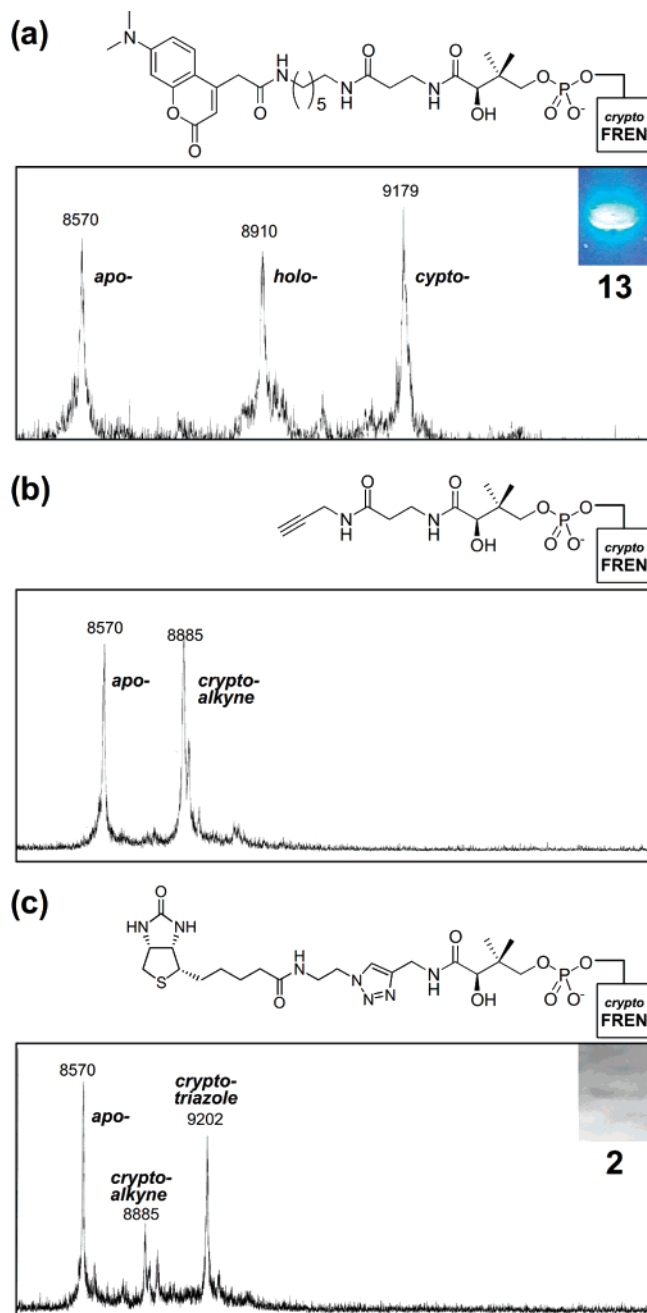 (a)
N
O
O
N
H
O
( )
5
H
N
O
N
H
O
OH
O
P
O
O
O-
crypto
FREN
8570
apo-
8910
holo-
9179
cypto-
13
(b)
N
H
O
N
H
O
OH
O
P
O
O
O-
crypto
FREN
8570
apo-
8885
crypto-
alkyne
(c)
O
HN
NH
S
O
H
N
N
N
N
N
H
O
OH
O
P
O
O
O-
crypto
FREN
8570
apo-
crypto-
alkyne
8885
crypto-
triazole
9202
2